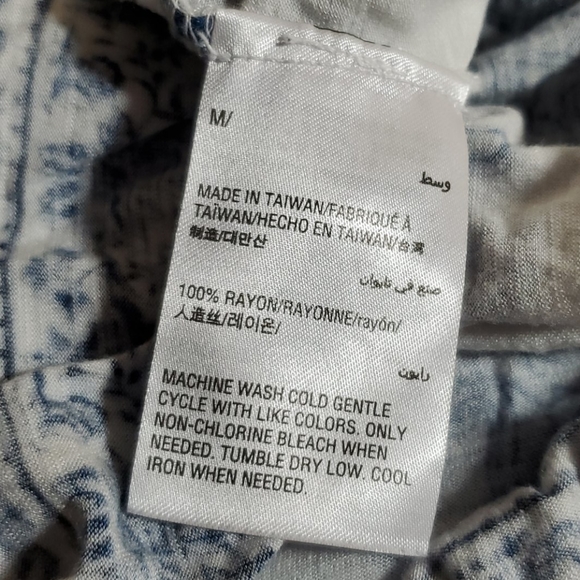 M/
وسط
MADE IN TAIWAN/FABRIQUÉ À
TAÏWAN/HECHO EN TAIWAN/台灣
制造/대만산
صنع في تايوان
100% RAYON/RAYONNE/rayón/
人造丝/레이온/
رايون
MACHINE WASH COLD GENTLE
CYCLE WITH LIKE COLORS. ONLY
NON-CHLORINE BLEACH WHEN
NEEDED. TUMBLE DRY LOW. COOL
IRON WHEN NEEDED.